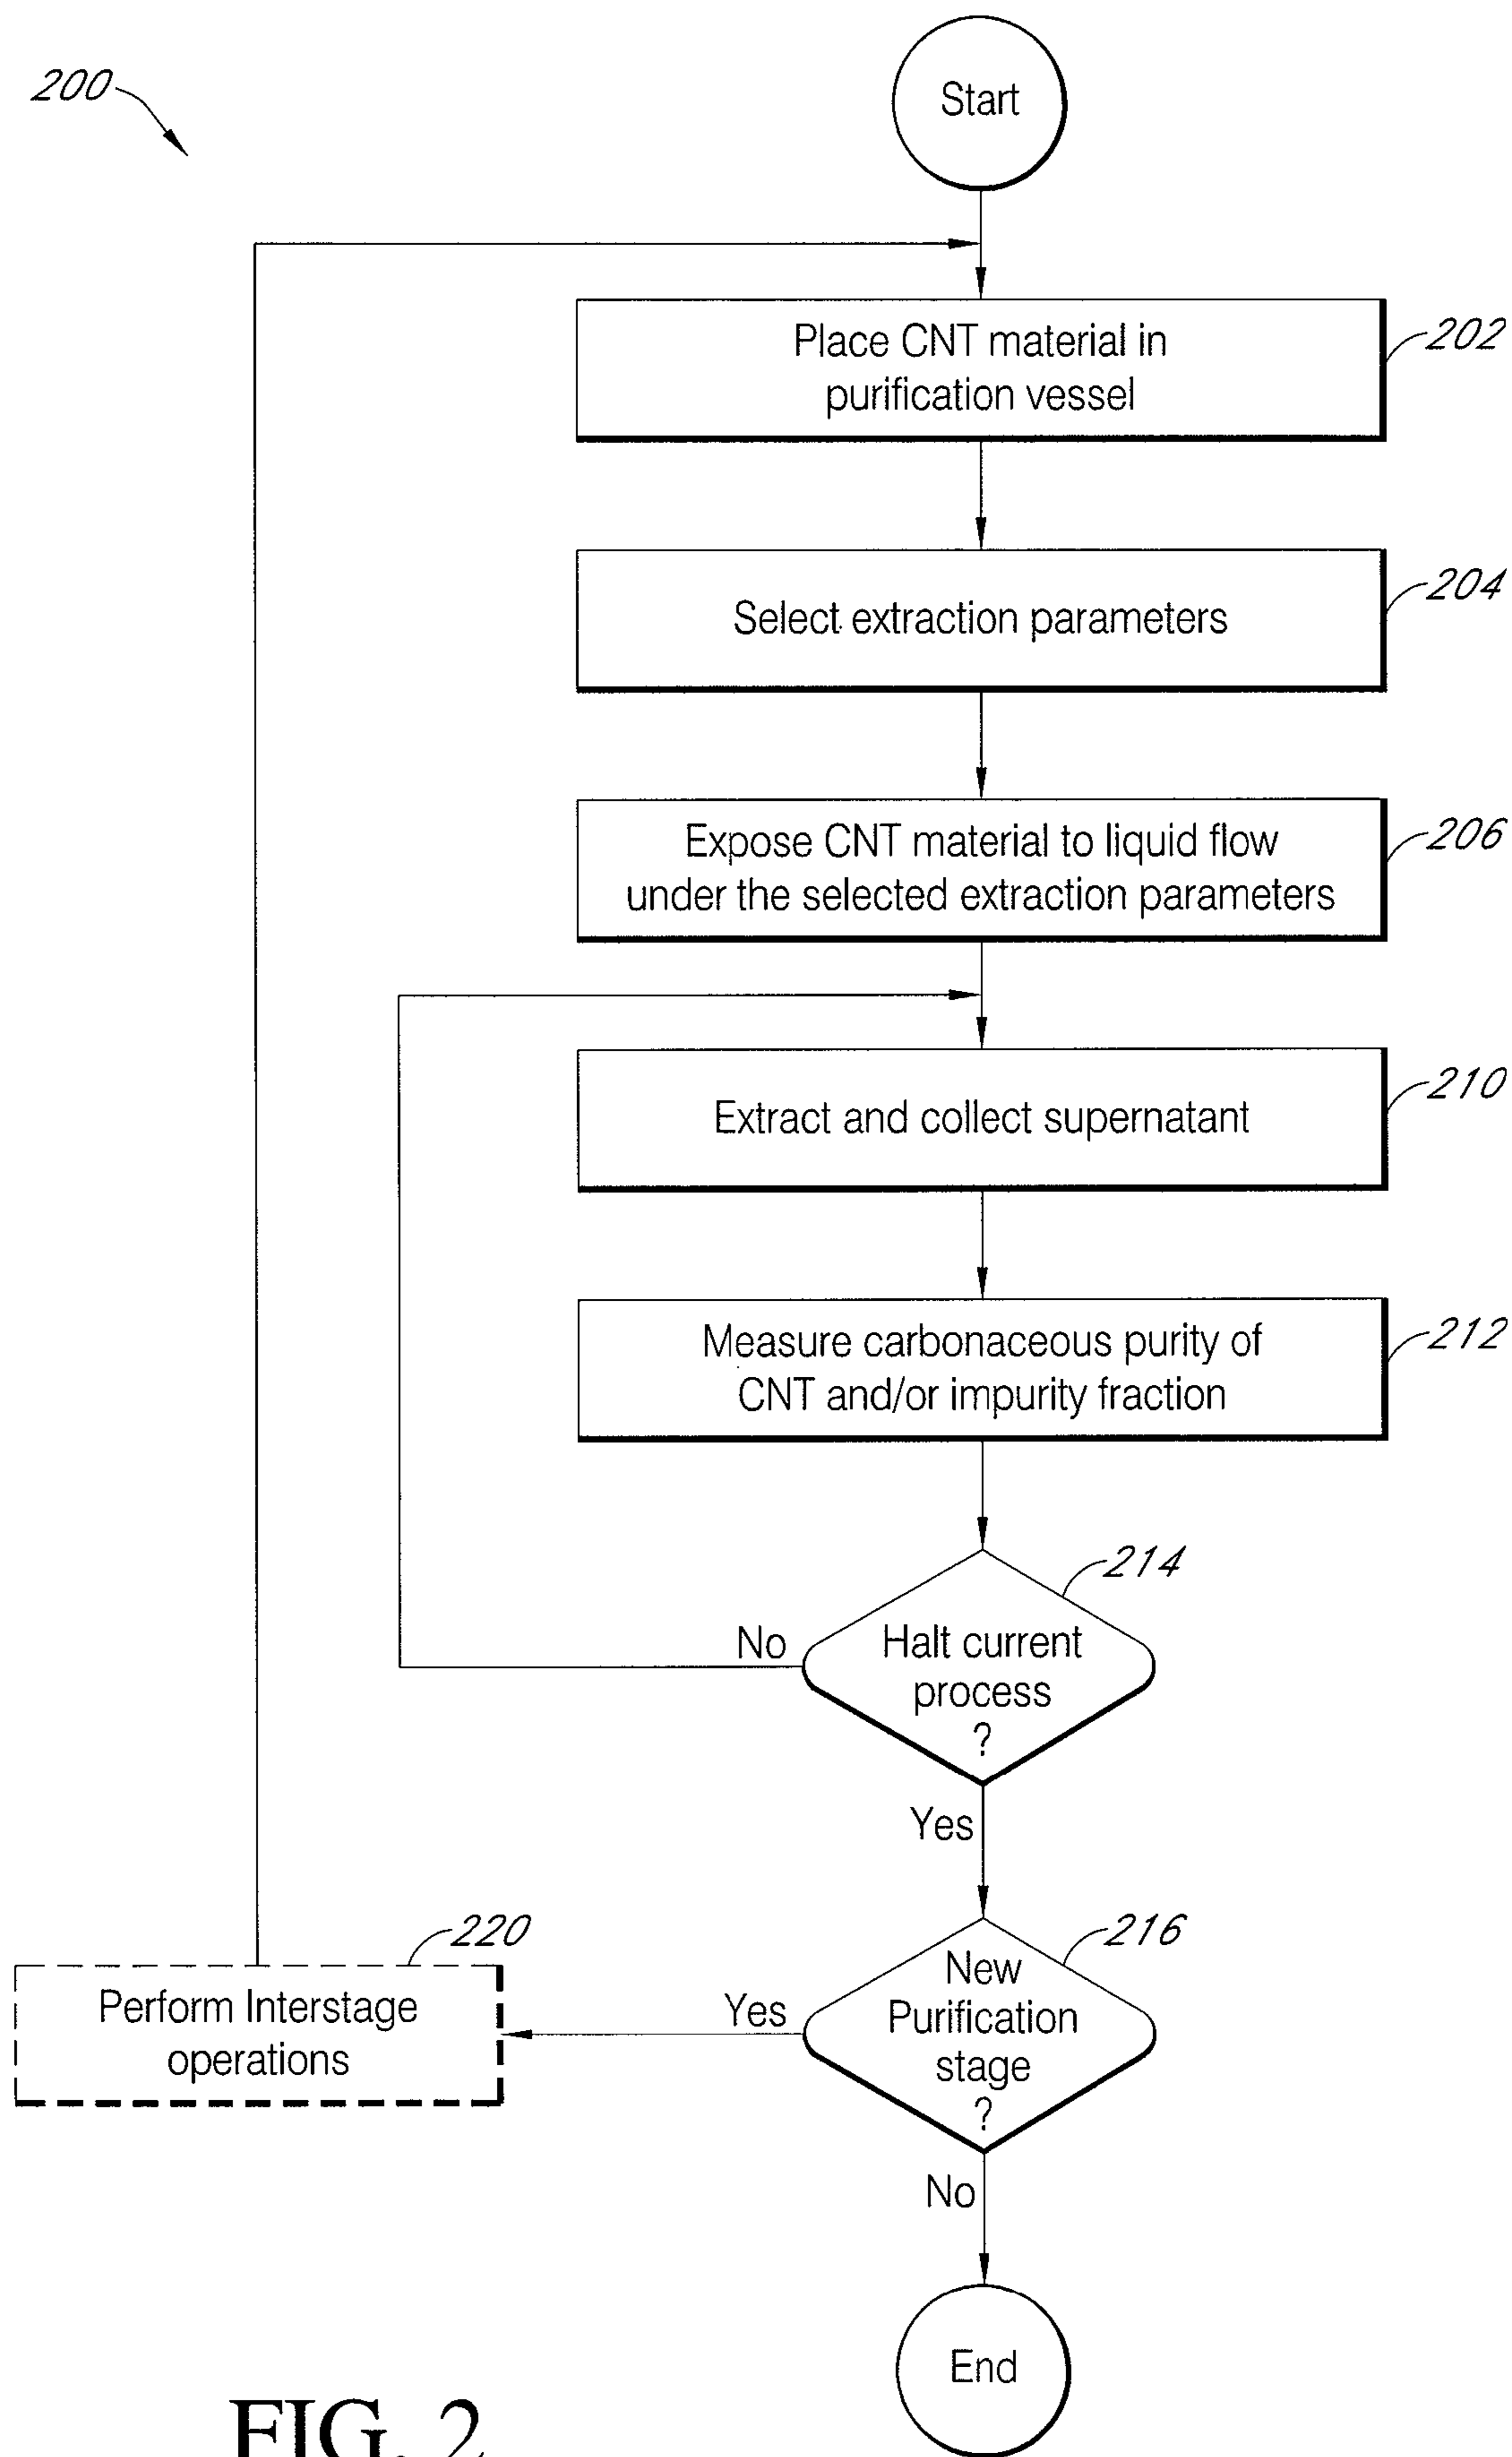 200
Start
Place CNT material in
purification vessel
202
Select extraction parameters
204
Expose CNT material to liquid flow
under the selected extraction parameters
206
Extract and collect supernatant
210
Measure carbonaceous purity of
CNT and/or impurity fraction
212
214
Halt current
process
?
No
Yes
216
New
Purification
stage
?
Yes
220
Perform Interstage
operations
No
End
FIG. 2